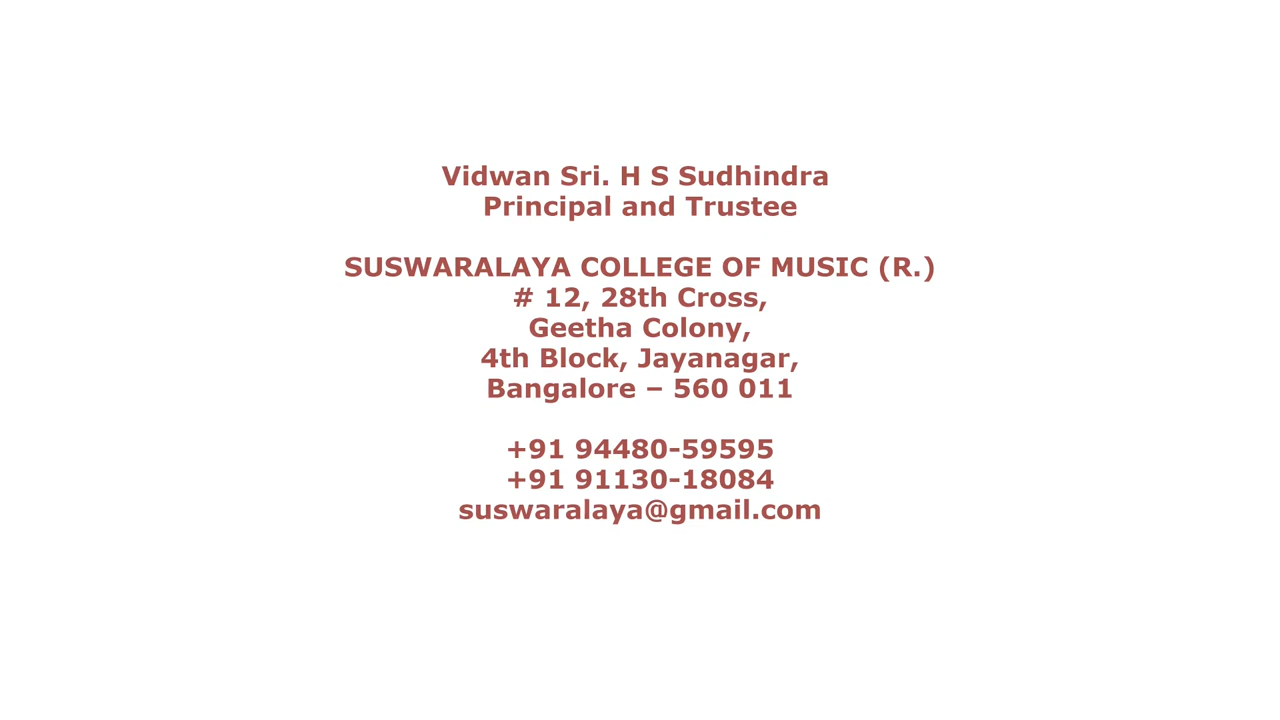 Vidwan Sri. H S Sudhindra
Principal and Trustee
SUSWARALAYA COLLEGE OF MUSIC (R.)
# 12, 28th Cross,
Geetha Colony,
4th Block, Jayanagar,
Bangalore – 560 011
+91 94480-59595
+91 91130-18084
suswaralaya@gmail.com